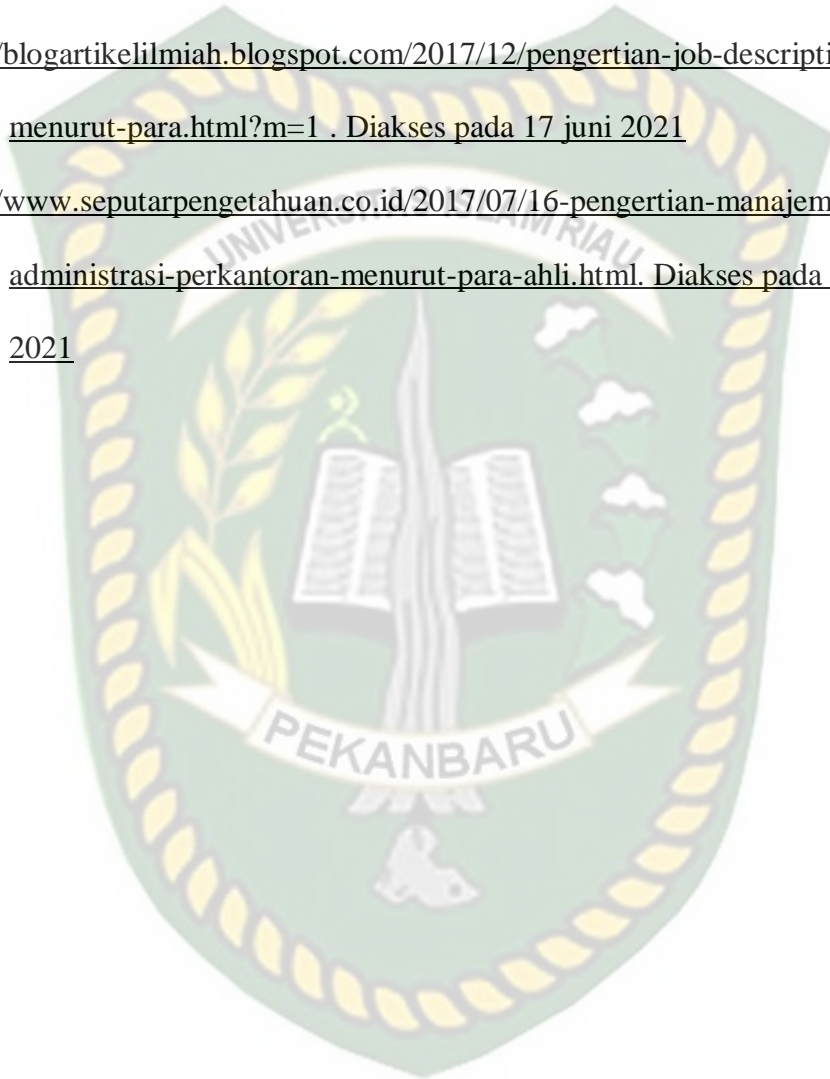 /blogartikelilmiah.blogspot.com/2017/12/pengertian-job-descripti
menurut-para.html?m=1 . Diakses pada 17 juni 2021
/www.seputarpengetahuan.co.id/2017/07/16-pengertian-manajem
administrasi-perkantoran-menurut-para-ahli.html. Diakses pada
2021
UNIVERSITAS ISLAM RIAU
PEKANBARU